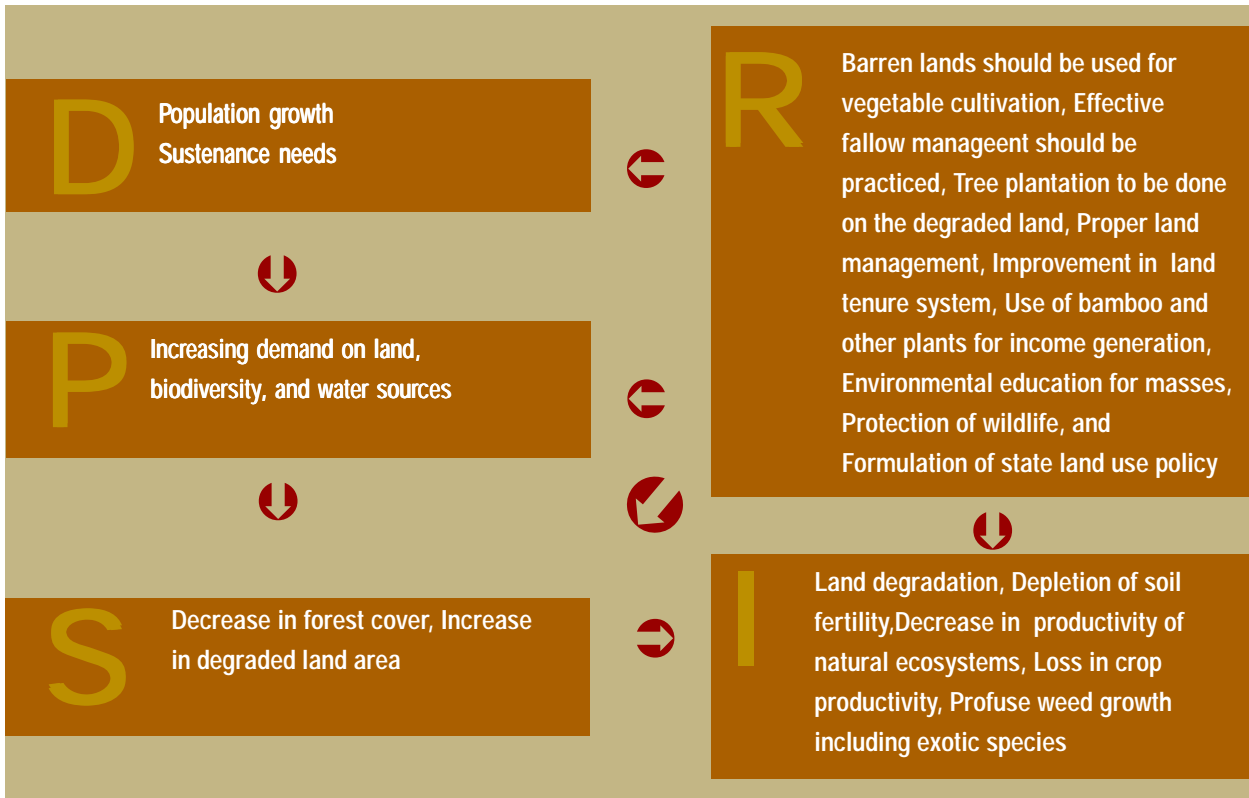 D
Population growth
Sustenance needs
P
Increasing demand on land,
biodiversity, and water sources
S
Decrease in forest cover, Increase
in degraded land area
R
Barren lands should be used for
vegetable cultivation, Effective
fallow manageent should be
practiced, Tree plantation to be done
on the degraded land, Proper land
management, Improvement in land
tenure system, Use of bamboo and
other plants for income generation,
Environmental education for masses,
Protection of wildlife, and
Formulation of state land use policy
I
Land degradation, Depletion of soil
fertility,Decrease in productivity of
natural ecosystems, Loss in crop
productivity, Profuse weed growth
including exotic species